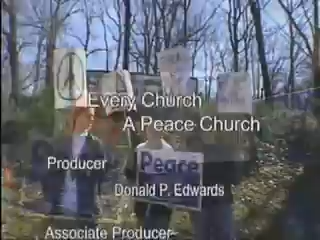 Every Church
A Peace Church
Peace
Producer
Donald P. Edwards
Associate Producer